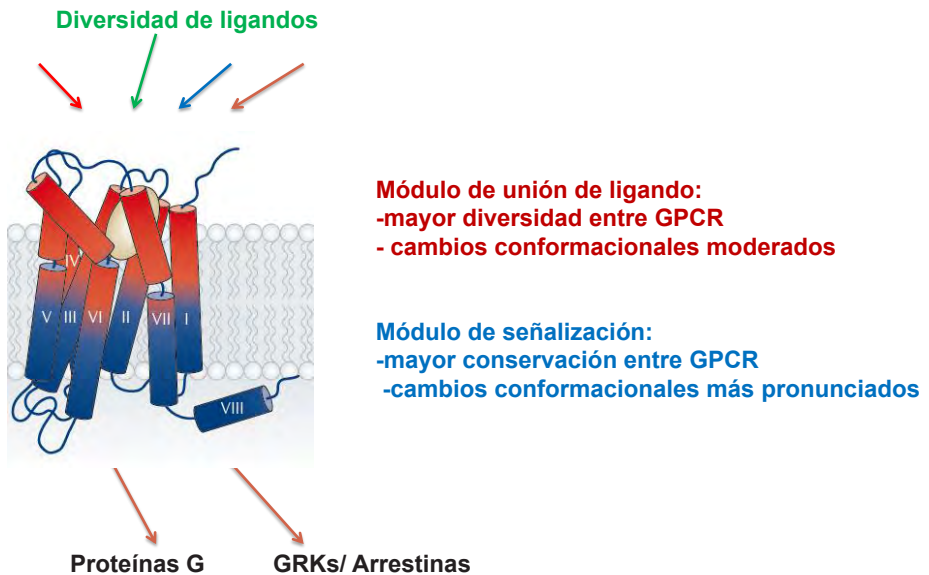 Diversidad de ligandos
Módulo de unión de ligando:
-mayor diversidad entre GPCR
- cambios conformacionales moderados
IV
V III VI II VII I
Módulo de señalización:
-mayor conservación entre GPCR
-cambios conformacionales más pronunciados
VIII
Proteínas G GRKs/ Arrestinas